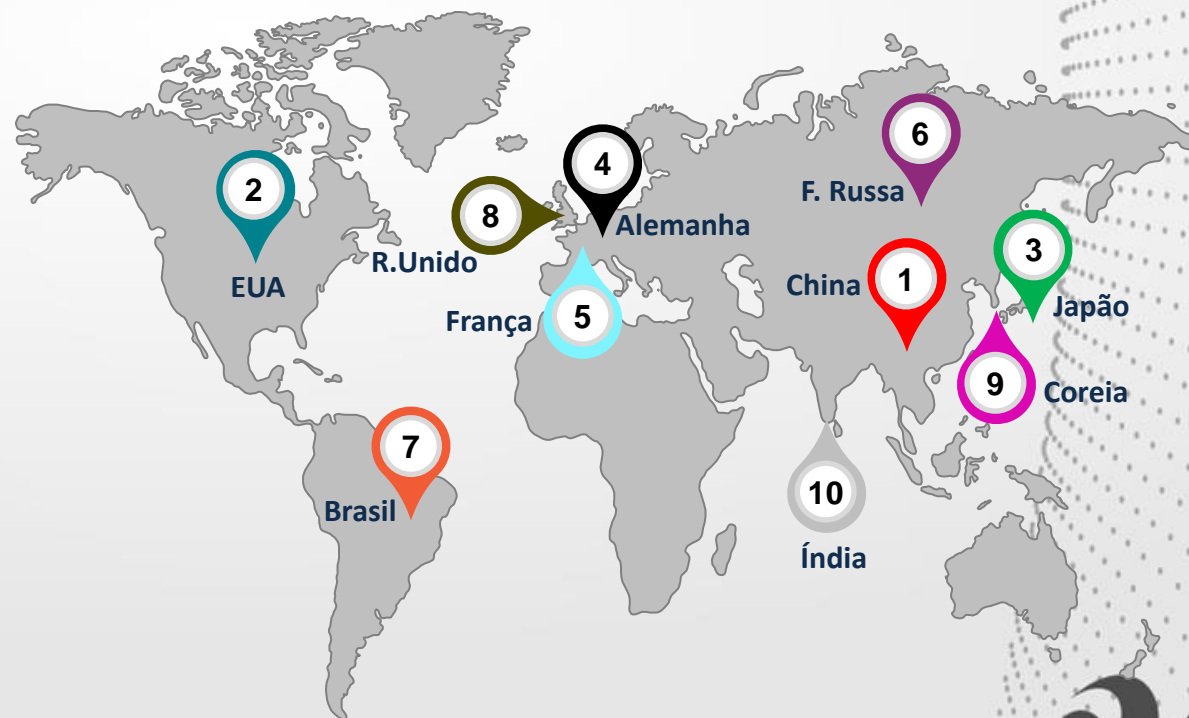 6
4
2
F. Russa
8
Alemanha
3
R.Unido
China
1
EUA
Japão
França
5
9
Coreia
7
10
Brasil
Índia